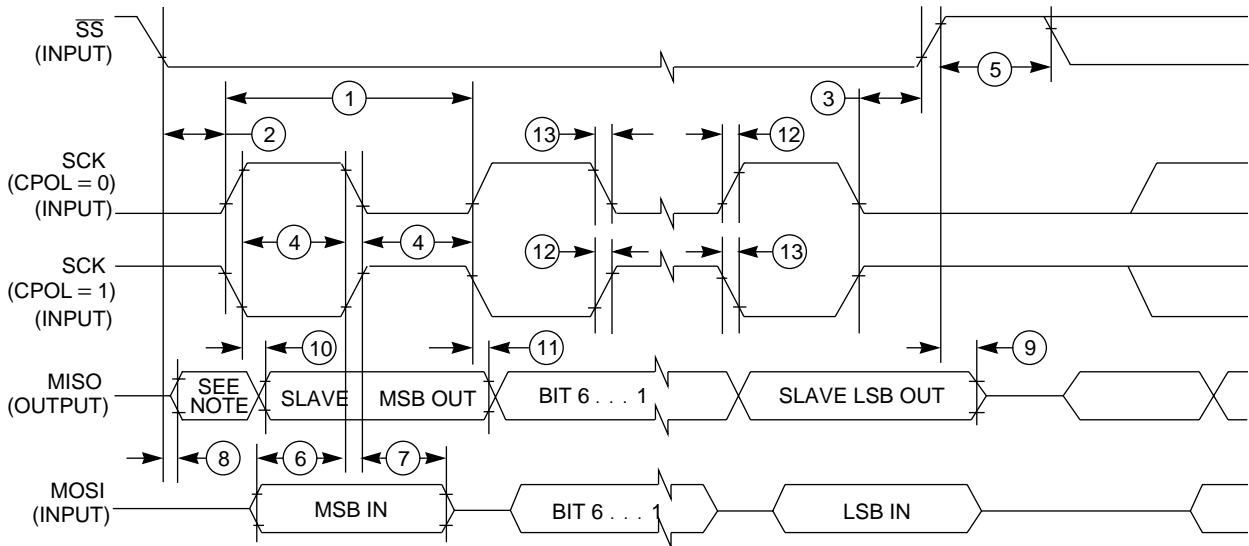 SS
(INPUT)
5
1
3
2
13
12
SCK
(CPOL = 0)
(INPUT)
4
4
12
13
SCK
(CPOL = 1)
(INPUT)
10
11
9
MISO
(OUTPUT)
SEE
NOTE
SLAVE
MSB OUT
BIT 6 . . . 1
SLAVE LSB OUT
8
6
7
MOSI
(INPUT)
MSB IN
BIT 6 . . . 1
LSB IN